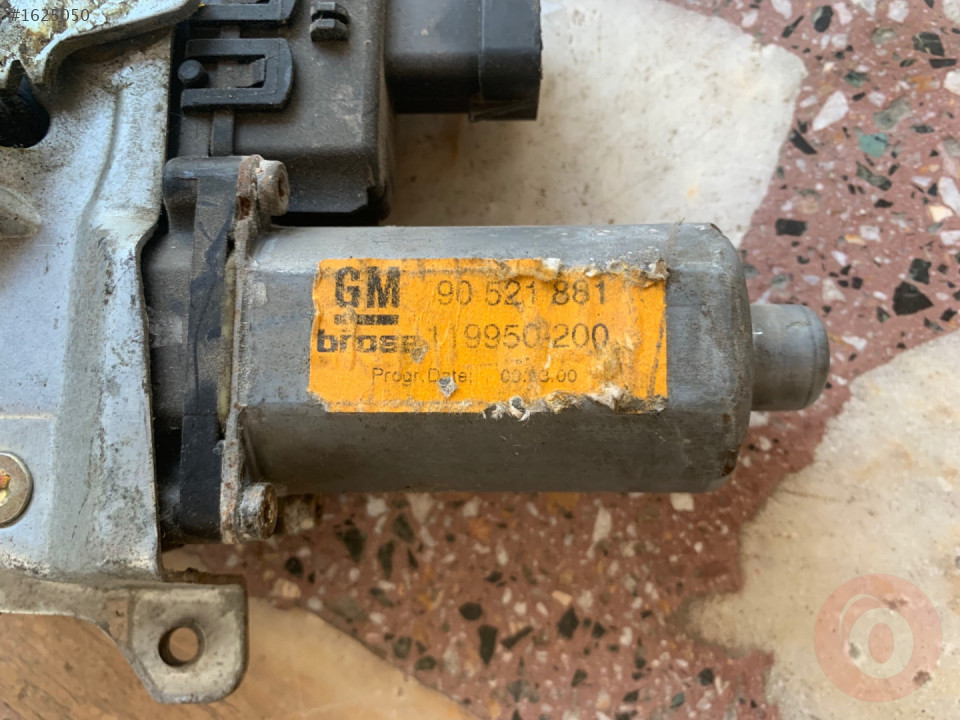 #1623050
GM 90 521 881
brose 119950-200
Progr.Date: